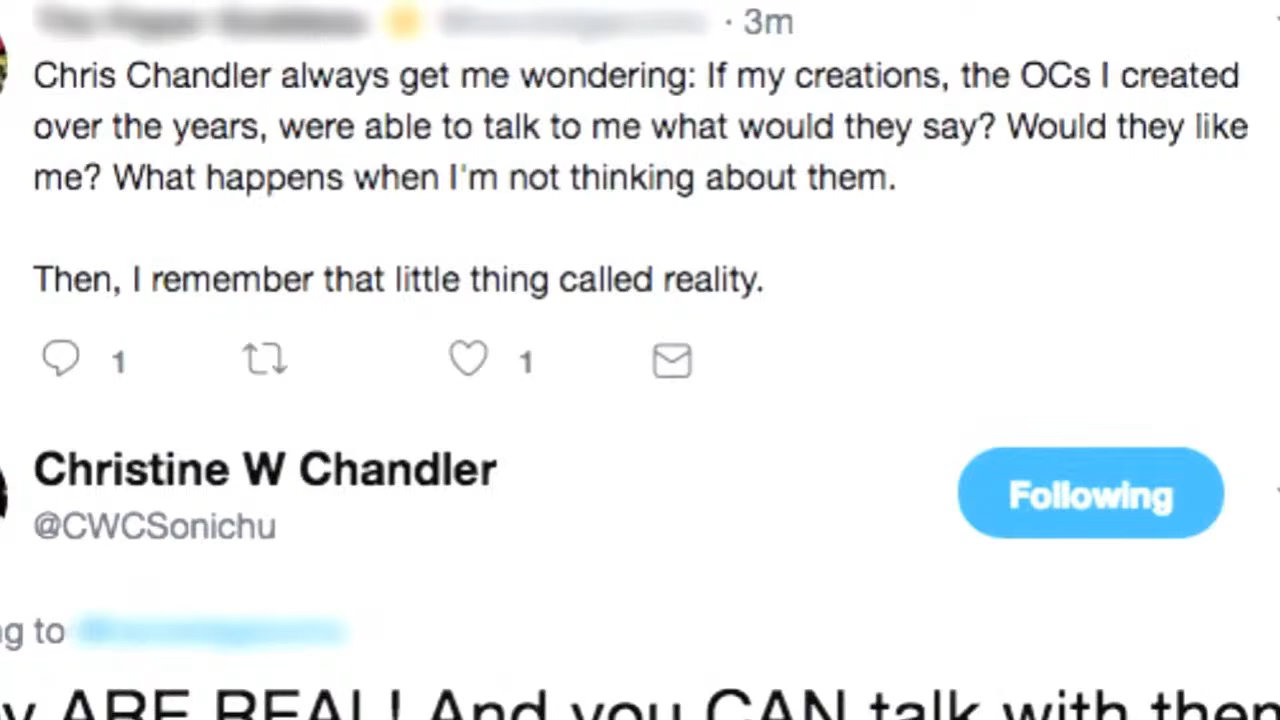 · 3m
Chris Chandler always get me wondering: If my creations, the OCs I created
over the years, were able to talk to me what would they say? Would they like
me? What happens when I'm not thinking about them.
Then, I remember that little thing called reality.
1 1
Christine W Chandler
Following
@CWCSonichu
to
ARE REAL! And you CAN talk with